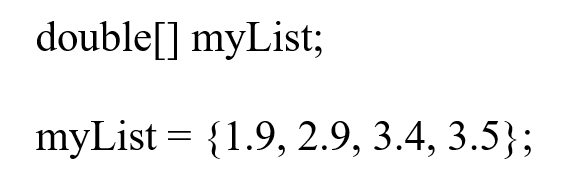 double[] myList;
myList = {1.9, 2.9, 3.4, 3.5};